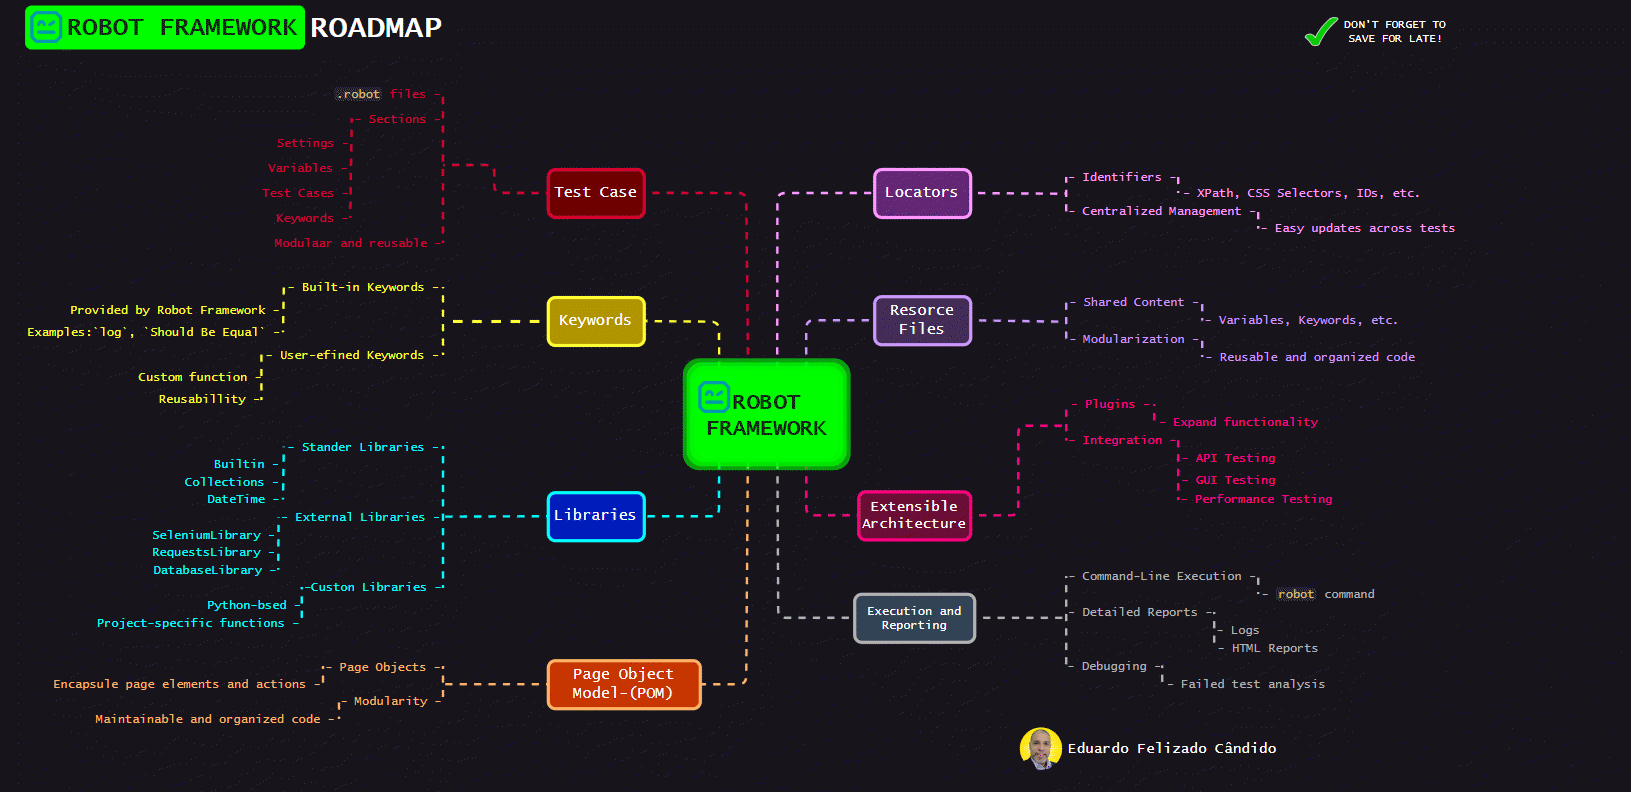 ROBOT FRAMEWORK ROADMAP
DON'T FORGET TO
SAVE FOR LATE!
.robot files
Sections
Settings
Variables
Test Cases
Keywords
Modulaar and reusable
Test Case
Built-in Keywords
Provided by Robot Framework
Examples:`log`, `Should Be Equal`
User-efined Keywords
Custom function
Reusabillity
Keywords
Stander Libraries
Builtin
Collections
DateTime
External Libraries
SeleniumLibrary
RequestsLibrary
DatabaseLibrary
Custon Libraries
Python-bsed
Project-specific functions
Libraries
Page Objects
Encapsule page elements and actions
Modularity
Maintainable and organized code
Page Object
Model-(POM)
ROBOT
FRAMEWORK
Locators
Identifiers
XPath, CSS Selectors, IDs, etc.
Centralized Management
Easy updates across tests
Resorce
Files
Shared Content
Variables, Keywords, etc.
Modularization
Reusable and organized code
Extensible
Architecture
Plugins
Expand functionality
Integration
API Testing
GUI Testing
Performance Testing
Execution and
Reporting
Command-Line Execution
robot command
Detailed Reports
Logs
HTML Reports
Debugging
Failed test analysis
Eduardo Felizado Cândido